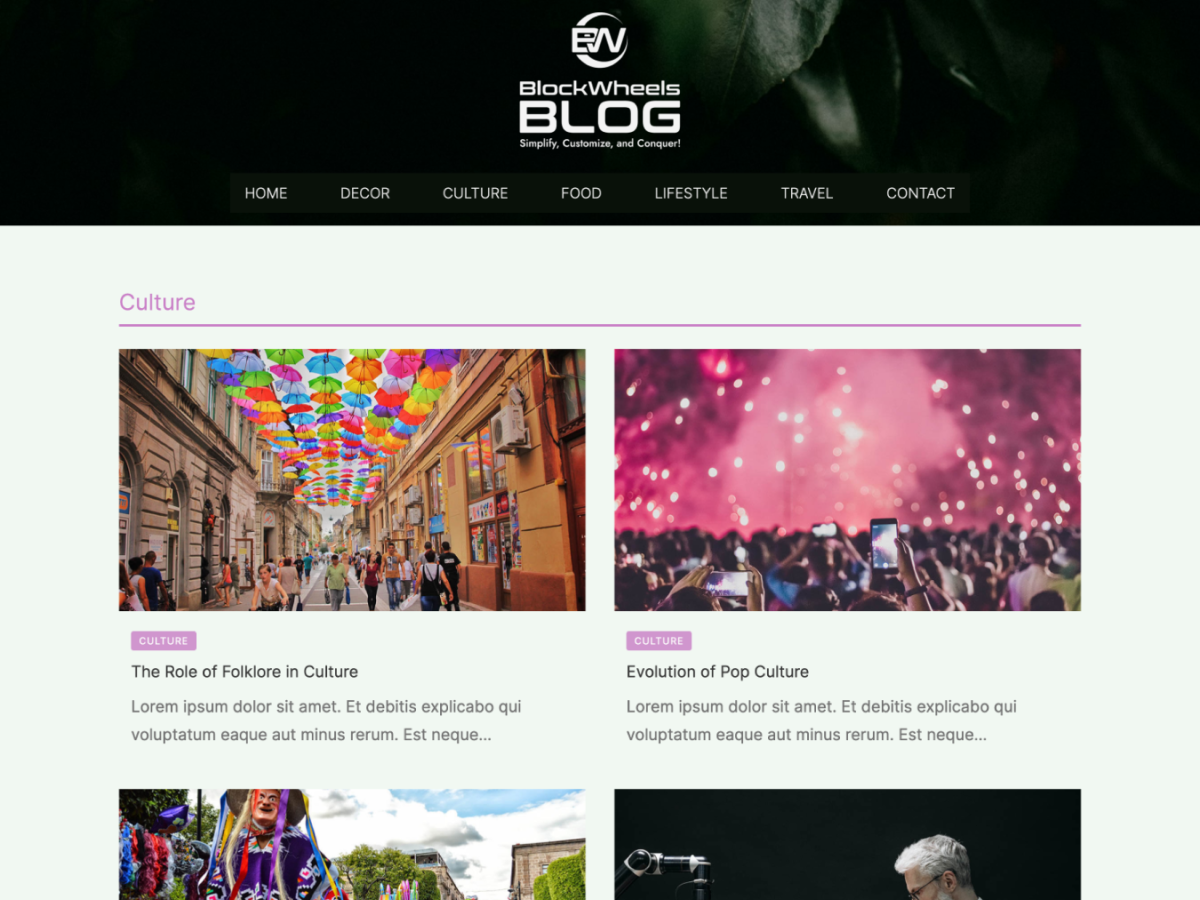 BW
BlockWheels
BLOG
Simplify, Customize, and Conquer!
HOME DECOR CULTURE FOOD LIFESTYLE TRAVEL CONTACT
Culture
CULTURE
The Role of Folklore in Culture
Lorem ipsum dolor sit amet. Et debitis explicabo qui
voluptatum eaque aut minus rerum. Est neque...
CULTURE
Evolution of Pop Culture
Lorem ipsum dolor sit amet. Et debitis explicabo qui
voluptatum eaque aut minus rerum. Est neque...